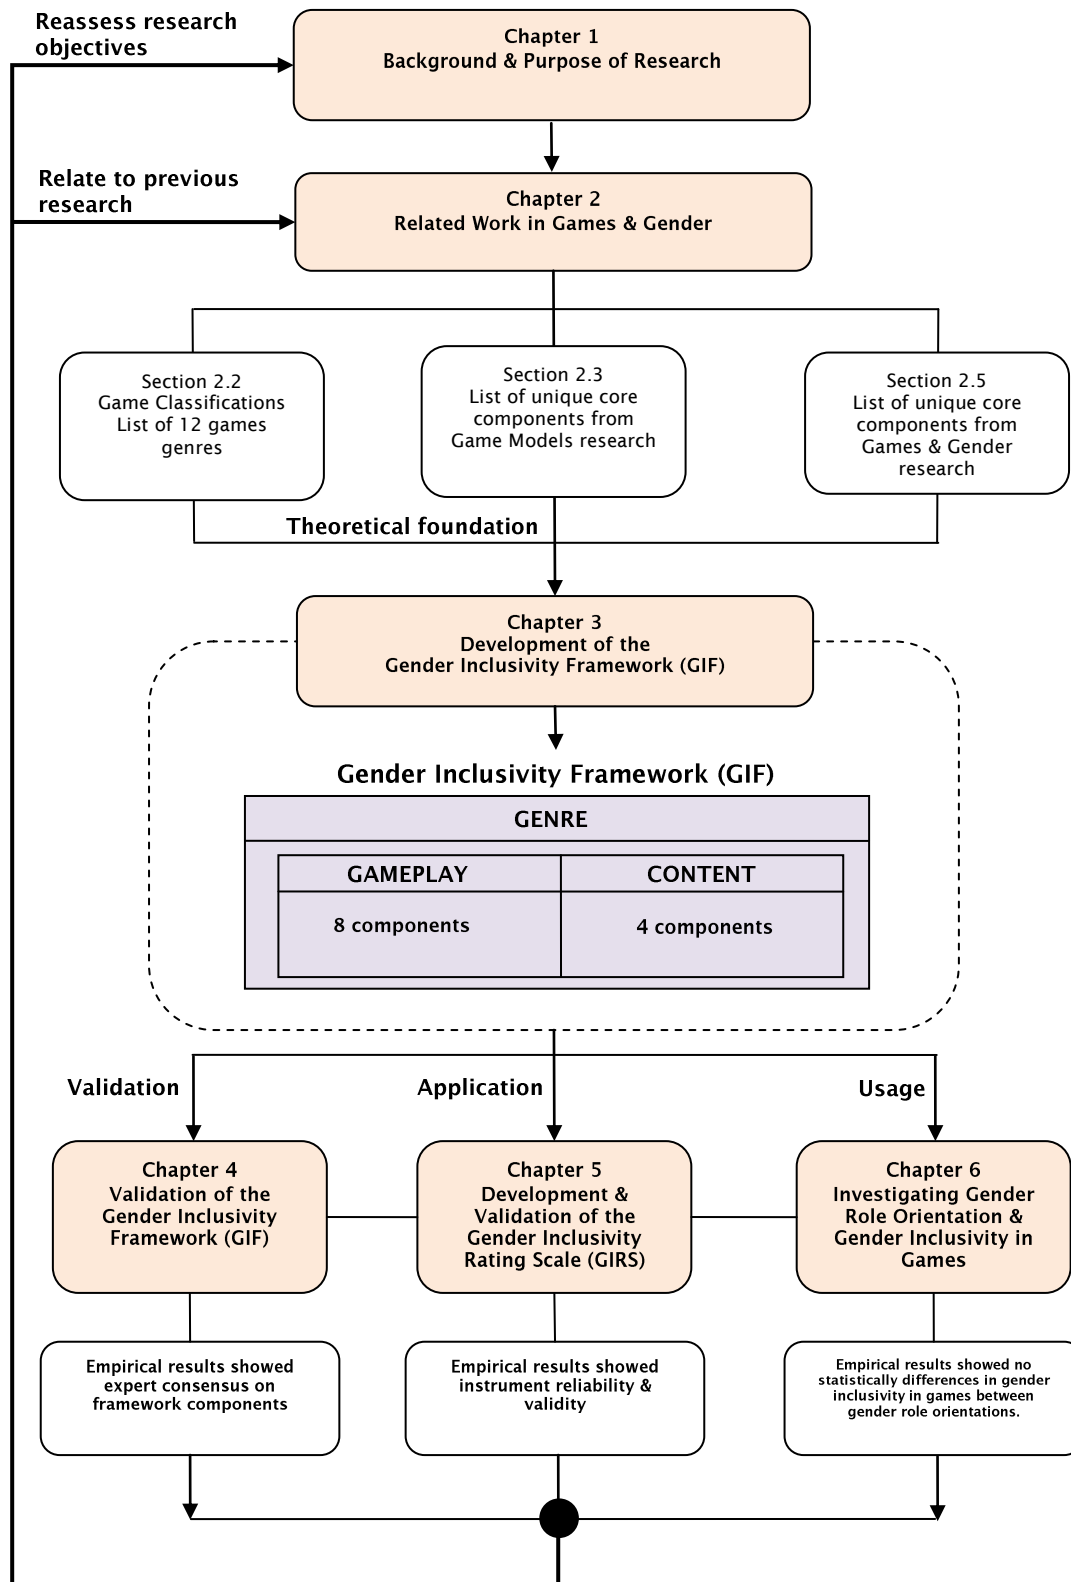 Reassess research
objectives
Chapter 1
Background & Purpose of Research
Relate to previous
research
Chapter 2
Related Work in Games & Gender
Section 2.2
Game Classifications
List of 12 games
genres
Section 2.3
List of unique core
components from
Game Models research
Section 2.5
List of unique core
components from
Games & Gender
research
Theoretical foundation
Chapter 3
Development of the
Gender Inclusivity Framework (GIF)
Gender Inclusivity Framework (GIF)
GENRE
GAMEPLAY
CONTENT
8 components
4 components
Validation
Application
Usage
Chapter 4
Validation of the
Gender Inclusivity
Framework (GIF)
Chapter 5
Development &
Validation of the
Gender Inclusivity
Rating Scale (GIRS)
Chapter 6
Investigating Gender
Role Orientation &
Gender Inclusivity in
Games
Empirical results showed
expert consensus on
framework components
Empirical results showed
instrument reliability &
validity
Empirical results showed no
statistically differences in gender
inclusivity in games between
gender role orientations.